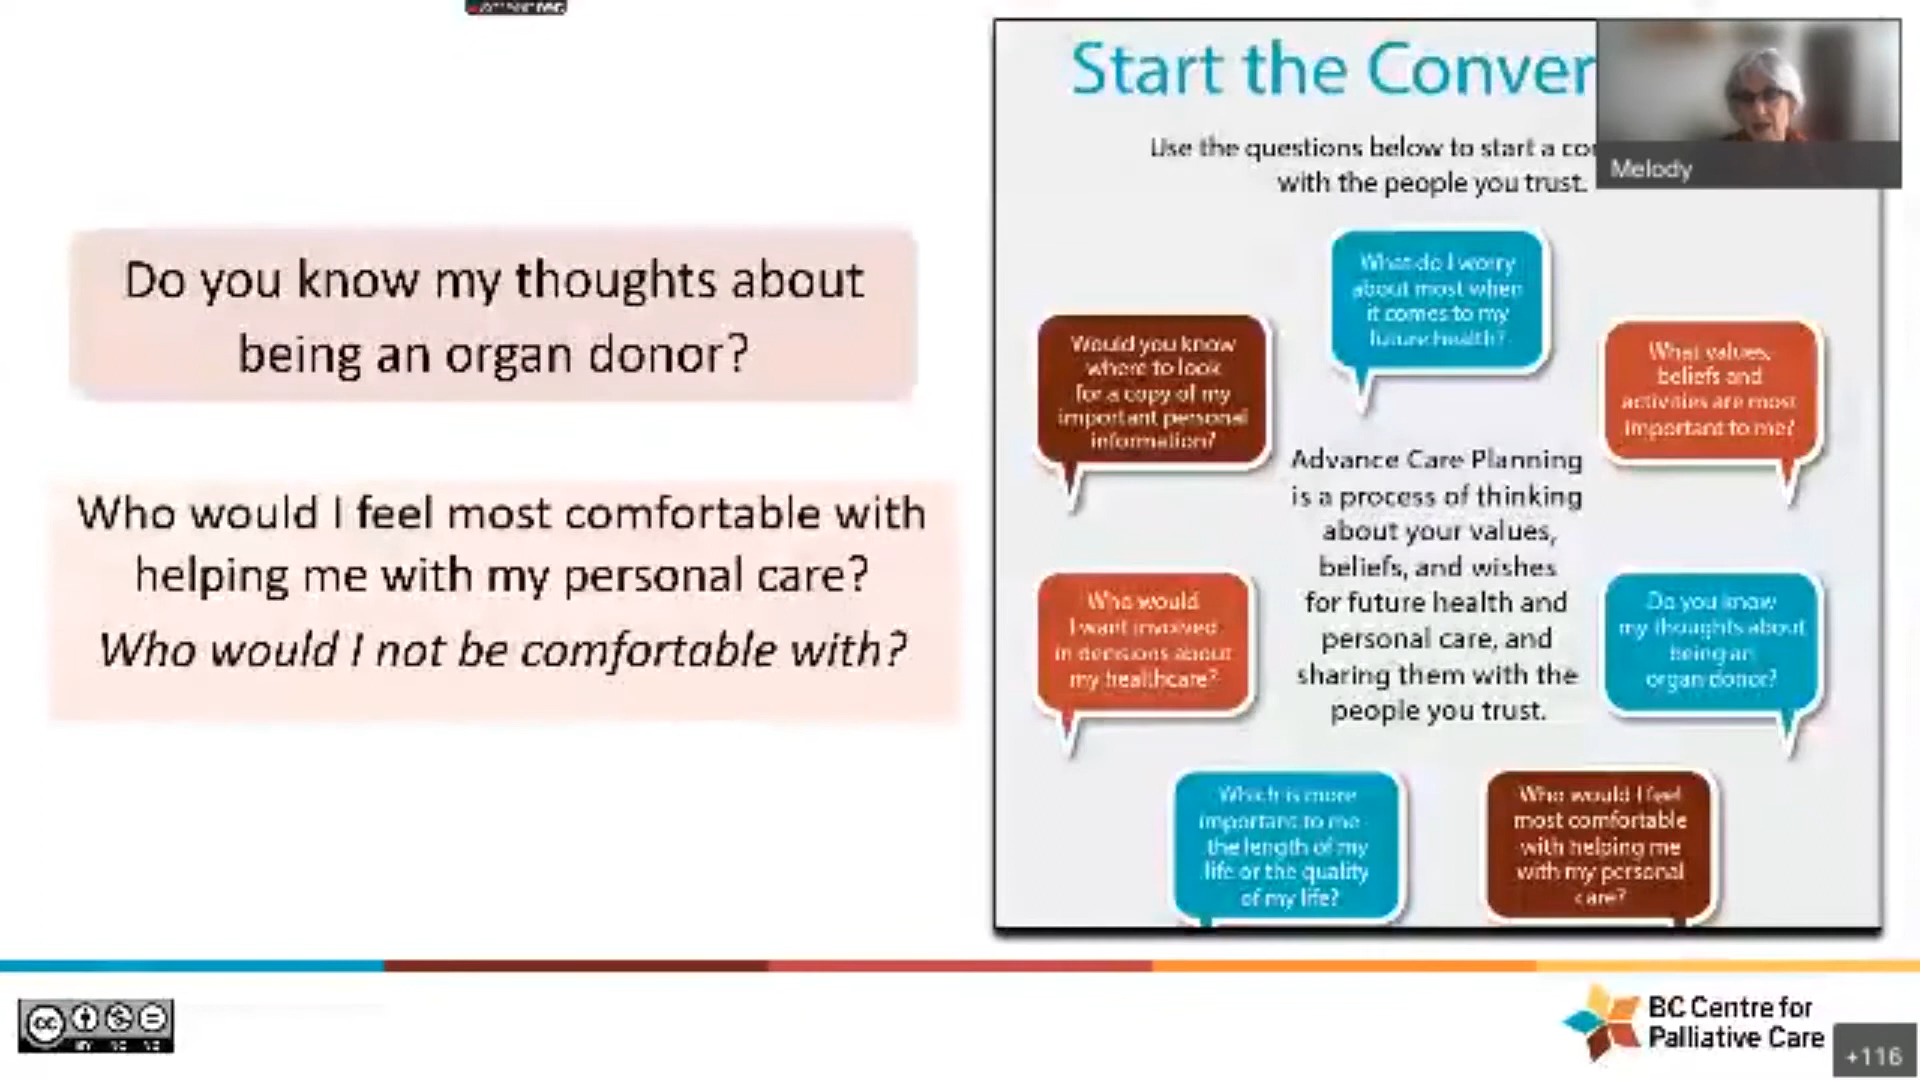 Do you know my thoughts about
being an organ donor?
Who would I feel most comfortable with
helping me with my personal care?
Who would I not be comfortable with?
Start the Conver
Use the questions below to start a co
with the people you trust.
Melody
What do I worry
about most when
it comes to my
future health?
Would you know
where to look
for a copy of my
important personal
information?
What values,
beliefs and
activities are most
important to me?
Advance Care Planning
is a process of thinking
about your values,
beliefs, and wishes
for future health and
personal care, and
sharing them with the
people you trust.
Who would
I want involved
in decisions about
my healthcare?
Do you know
my thoughts about
being an
organ donor?
Which is more
important to me
the length of my
life or the quality
of my life?
Who would I feel
most comfortable
with helping me
with my personal
care?
cc
BY NC ND
BC Centre for
Palliative Care
+116